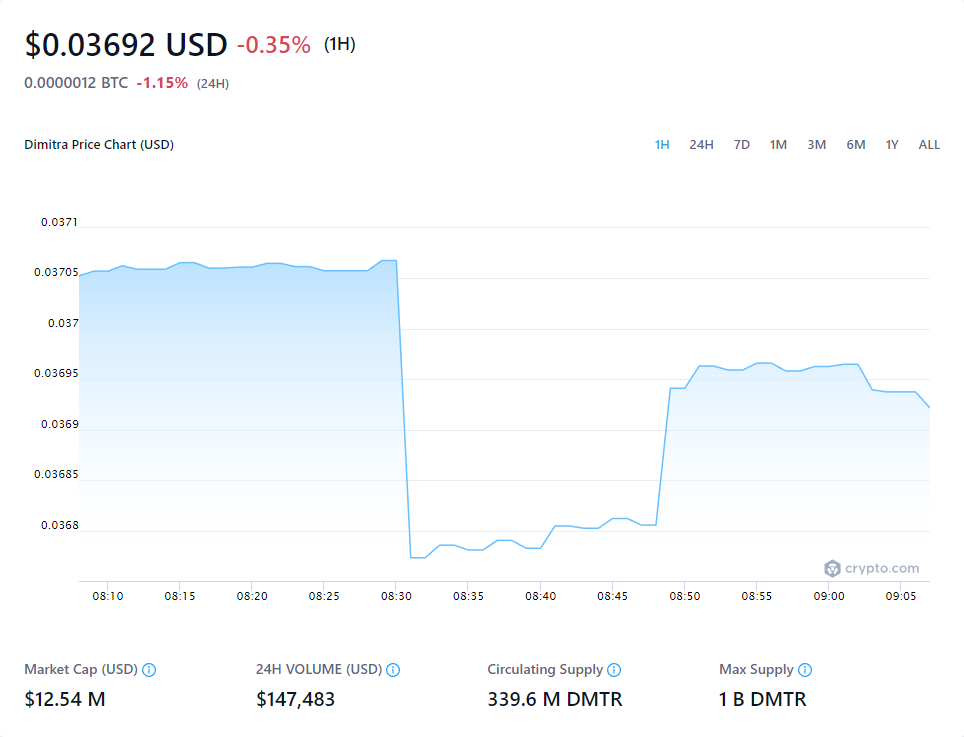 $0.03692 USD -0.35% (1H)
0.0000012 BTC -1.15% (24H)
Dimitra Price Chart (USD) 1H 24H 7D 1M 3M 6M 1Y ALL
0.0371
0.03705
0.037
0.03695
0.0369
0.03685
0.0368
crypto.com
08:10 08:15 08:20 08:25 08:30 08:35 08:40 08:45 08:50 08:55 09:00 09:05
Market Cap (USD) 24H VOLUME (USD) Circulating Supply Max Supply
$12.54 M $147,483 339.6 M DMTR 1 B DMTR